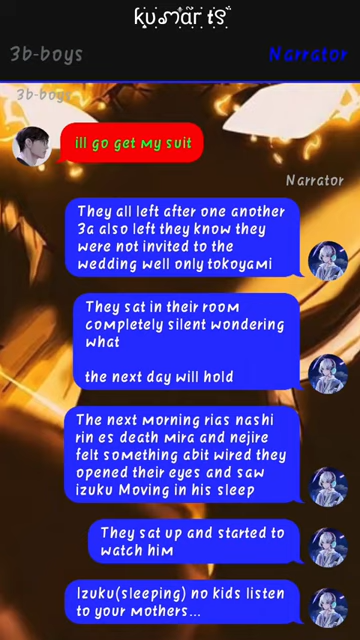 kumar ts
3b-boys
Narrator
3b-boys
ill go get my suit
Narrator
They all left after one another
3a also left they know they
were not invited to the
wedding well only tokoyami
They sat in their room
completely silent wondering
what
the next day will hold
The next morning rias nashi
rin es death mira and nejire
felt something abit wired they
opened their eyes and saw
izuku Moving in his sleep
They sat up and started to
watch him
Izuku(sleeping) no kids listen
to your mothers...